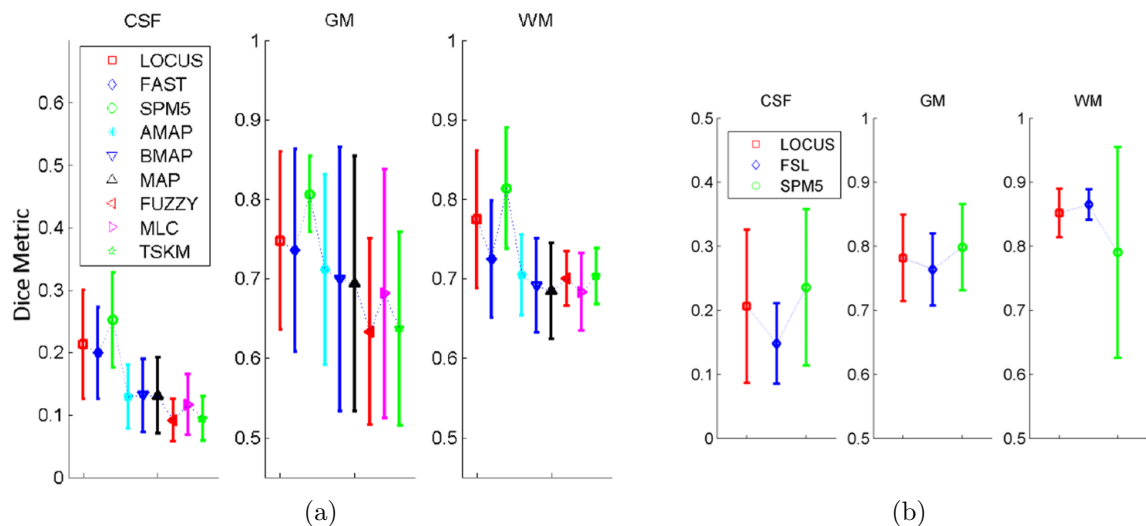 CSF
GM
WM
Dice Metric
0.6
0.5
0.4
0.3
0.2
0.1
0
LOCUS
FAST
SPM5
AMAP
BMAP
MAP
FUZZY
MLC
TSKM
1
0.9
0.8
0.7
0.6
0.5
1
0.9
0.8
0.7
0.6
0.5
(a)
CSF
GM
WM
0.5
0.4
0.3
0.2
0.1
0
LOCUS
FSL
SPM5
1
0.9
0.8
0.7
0.6
0.5
1
0.9
0.8
0.7
0.6
0.5
(b)